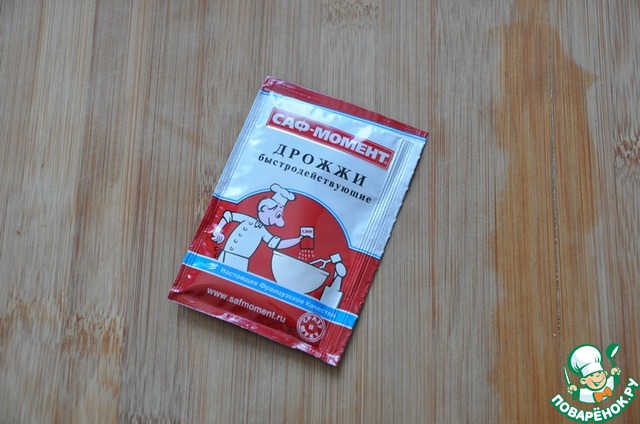 САФ-МОМЕНТ
ДРОЖЖИ
быстродействующие
САФ
Настоящее Французское Качество
www.safmoment.ru
ПОВАРЁНОК.РУ